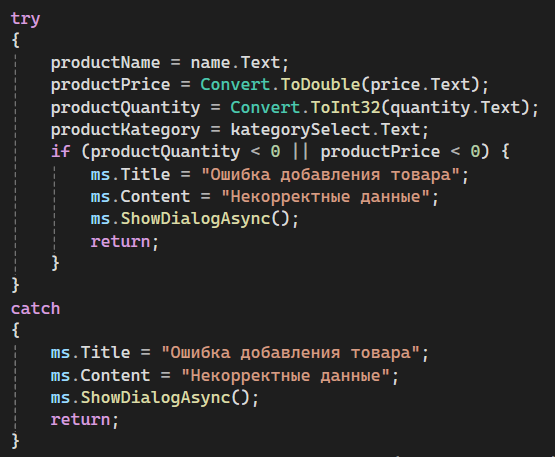 try
{
productName = name.Text;
productPrice = Convert.ToDouble(price.Text);
productQuantity = Convert.ToInt32(quantity.Text);
productKategory = kategorySelect.Text;
if (productQuantity < 0 || productPrice < 0) {
ms.Title = "Ошибка добавления товара";
ms.Content = "Некорректные данные";
ms.ShowDialogAsync();
return;
}
}
catch
{
ms.Title = "Ошибка добавления товара";
ms.Content = "Некорректные данные";
ms.ShowDialogAsync();
return;
}